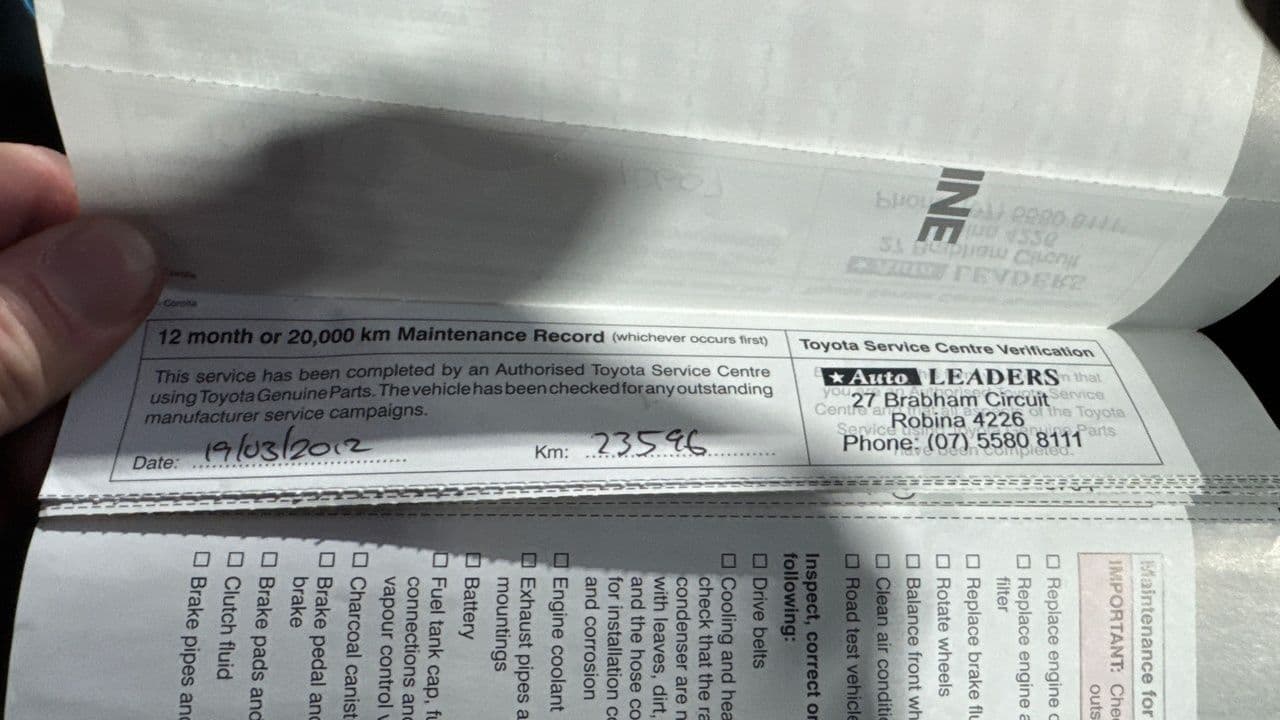 INE
Corolla
12 month or 20,000 km Maintenance Record (whichever occurs first)
This service has been completed by an Authorised Toyota Service Centre
using Toyota Genuine Parts. The vehicle has been checked for any outstanding
manufacturer service campaigns.
Date: 19/03/2012
Km: 23596
Toyota Service Centre Verification
★ Auto LEADERS
27 Brabham Circuit
Robina 4226
Phone: (07) 5580 8111
Maintenance for
IMPORTANT: Che
outs
Replace engine
Replace engine
filter
Replace brake flu
Rotate wheels
Balance front wh
Clean air conditi
Road test vehicle
Inspect, correct or
following:
Drive belts
Cooling and hea
check that the ra
condenser are n
with leaves, dirt,
and the hose co
for installation co
and corrosion
Engine coolant
Exhaust pipes a
mountings
Battery
Fuel tank cap, fu
connections and
vapour control v
Charcoal canist
Brake pedal and
brake
Brake pads and
Clutch fluid
Brake pipes and